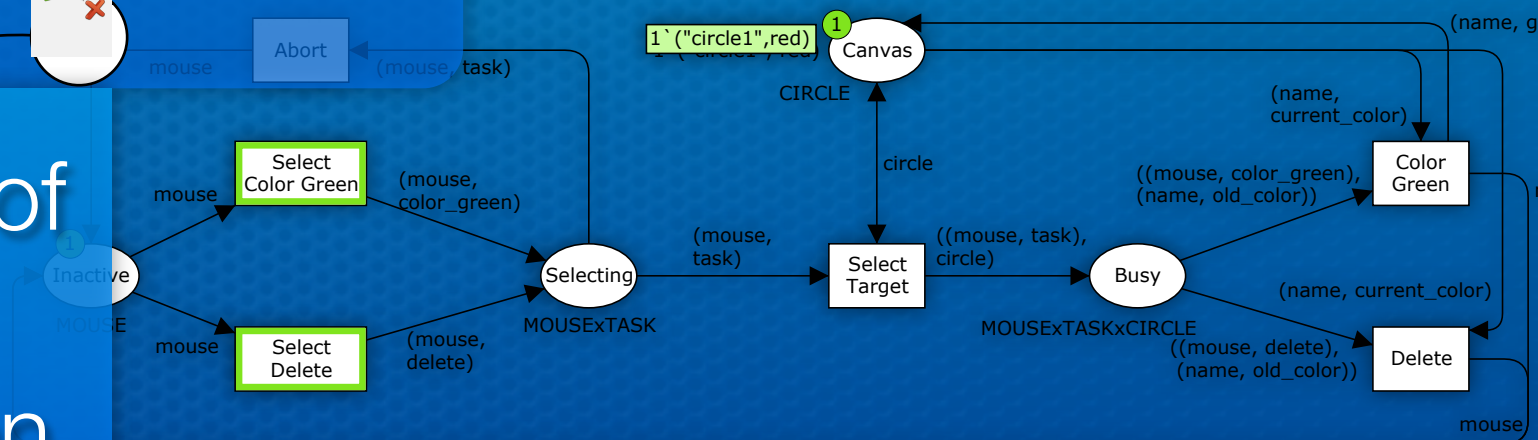 1`("circle1",red)
1
Canvas
(name, g
Abort
mouse
(mouse, task)
CIRCLE
(name,
current_color)
of
Select
Color Green
mouse
(mouse,
color_green)
circle
((mouse, color_green),
(name, old_color))
Color
Green
1
Inactive
MOUSE
Selecting
MOUSExTASK
(mouse,
task)
Select
Target
((mouse, task),
circle)
Busy
MOUSExTASKxCIRCLE
(name, current_color)
mouse
Select
Delete
(mouse,
delete)
((mouse, delete),
(name, old_color))
Delete
n
mouse